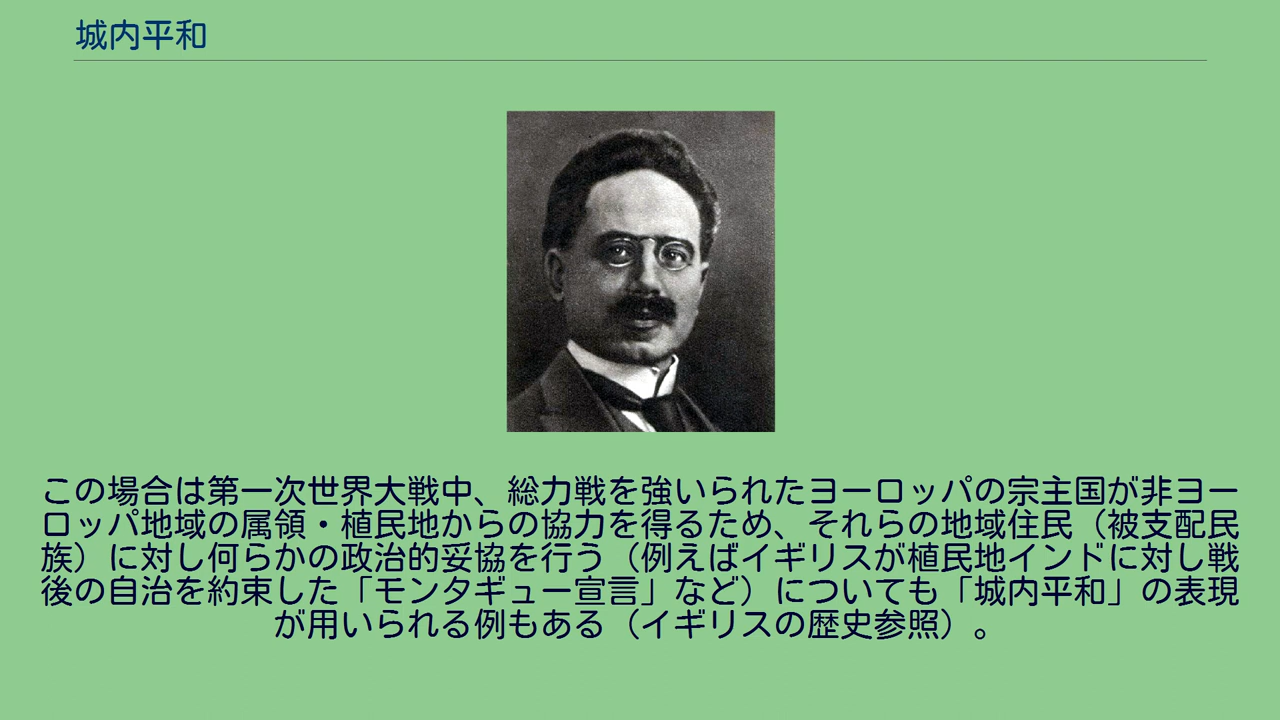 城内平和
この場合は第一次世界大戦中、総力戦を強いられたヨーロッパの宗主国が非ヨー
ロッパ地域の属領・植民地からの協力を得るため、それらの地域住民（被支配民
族）に対し何らかの政治的妥協を行う（例えばイギリスが植民地インドに対し戦
後の自治を約束した「モンタギュー宣言」など）についても「城内平和」の表現
が用いられる例もある（イギリスの歴史参照）。